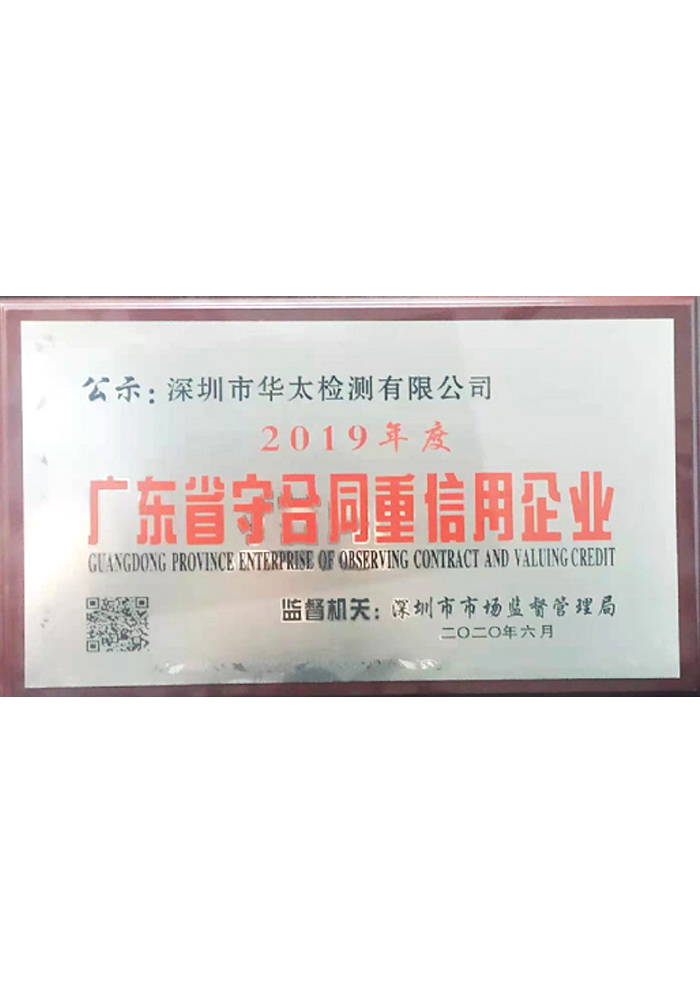 公示：深圳市华太检测有限公司
2019年度
广东省守合同重信用企业
GUANGDONG PROVINCE ENTERPRISE OF OBSERVING CONTRACT AND VALUING CREDIT
监督机关：深圳市市场监督管理局
二〇二〇年六月